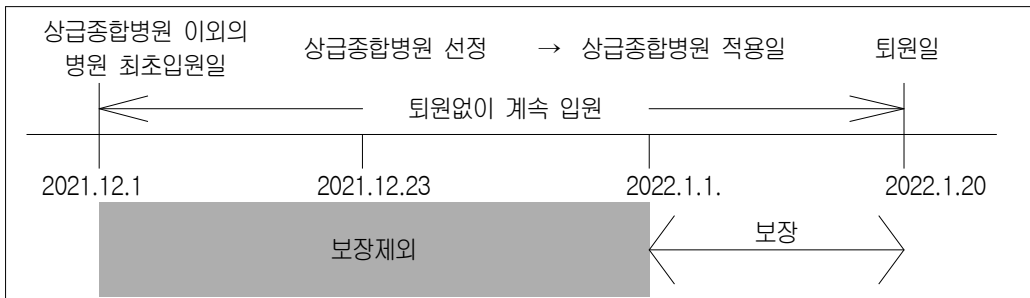 상급종합병원 이외의
병원 최초입원일
상급종합병원 선정 → 상급종합병원 적용일
퇴원일
퇴원없이 계속 입원
2021.12.1
2021.12.23
2022.1.1.
2022.1.20
보장제외
보장